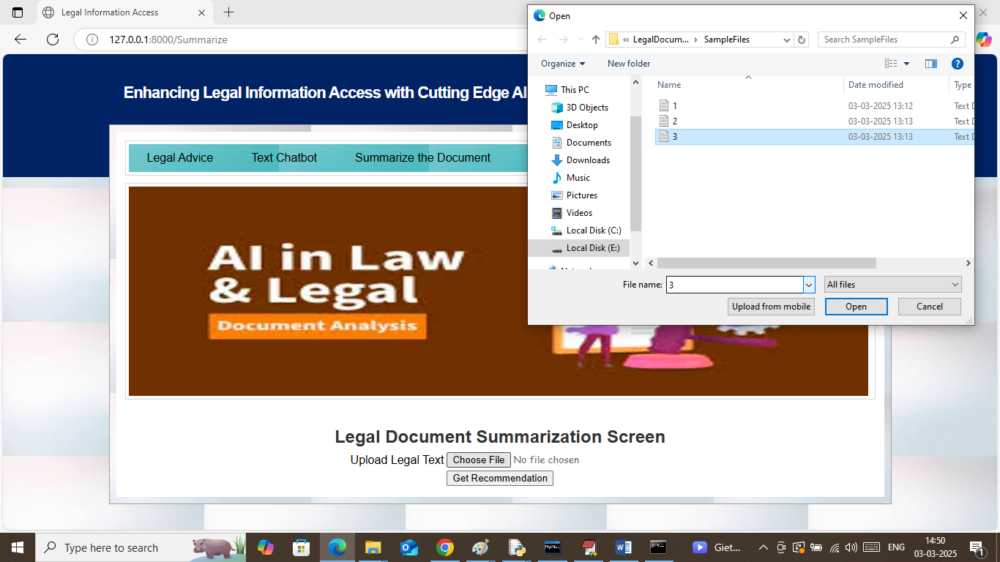 Legal Information Access
127.0.0.1:8000/Summarize
Enhancing Legal Information Access with Cutting Edge AI
Legal Advice
Text Chatbot
Summarize the Document
AI in Law
& Legal
Document Analysis
Legal Document Summarization Screen
Upload Legal Text Choose File No file chosen
Get Recommendation
Open
« LegalDocum... › SampleFiles
Search SampleFiles
Organize
New folder
This PC
3D Objects
Desktop
Documents
Downloads
Music
Pictures
Videos
Local Disk (C:)
Local Disk (E:)
Name Date modified Type
1 03-03-2025 13:12 Text D
2 03-03-2025 13:13 Text D
3 03-03-2025 13:13 Text D
File name: 3
All files
Upload from mobile
Open
Cancel
Type here to search
Giet...
ENG
14:50
03-03-2025
1